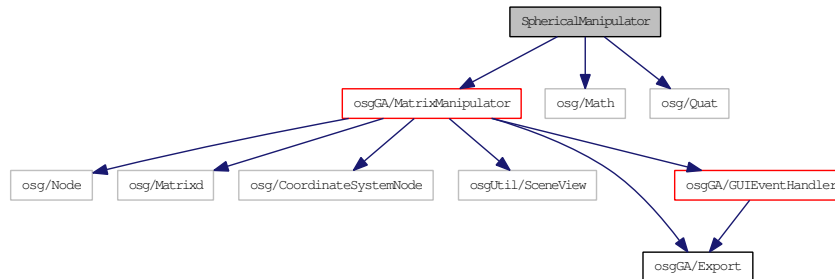 SphericalManipulator
osgGA/MatrixManipulator
osg/Math
osg/Quat
osg/Node
osg/Matrixd
osg/CoordinateSystemNode
osgUtil/SceneView
osgGA/GUIEventHandler
osgGA/Export